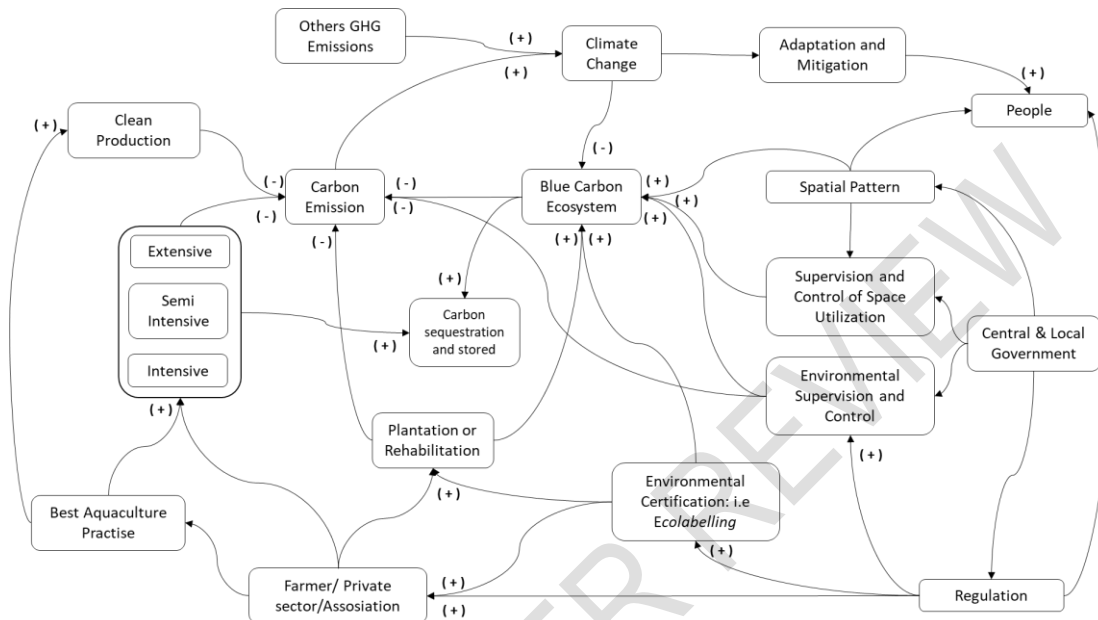 Others GHG
Emissions
( + )
( + )
Climate
Change
Adaptation and
Mitigation
( + )
People
( + )
Clean
Production
( - )
( - )
( - )
Carbon
Emission
( - )
( - )
( - )
Blue Carbon
Ecosystem
( + )
( + )
( + )
( + )
( + )
Spatial Pattern
( - )
Extensive
Semi
Intensive
Intensive
( + )
( + )
( + )
Carbon
sequestration
and stored
Supervision and
Control of Space
Utilization
Central & Local
Government
Environmental
Supervision and
Control
( + )
Plantation or
Rehabilitation
( + )
Environmental
Certification: i.e
Ecolabelling
( + )
Best Aquaculture
Practise
Farmer/ Private
sector/Assosiation
( + )
( + )
Regulation
ER REVIEW